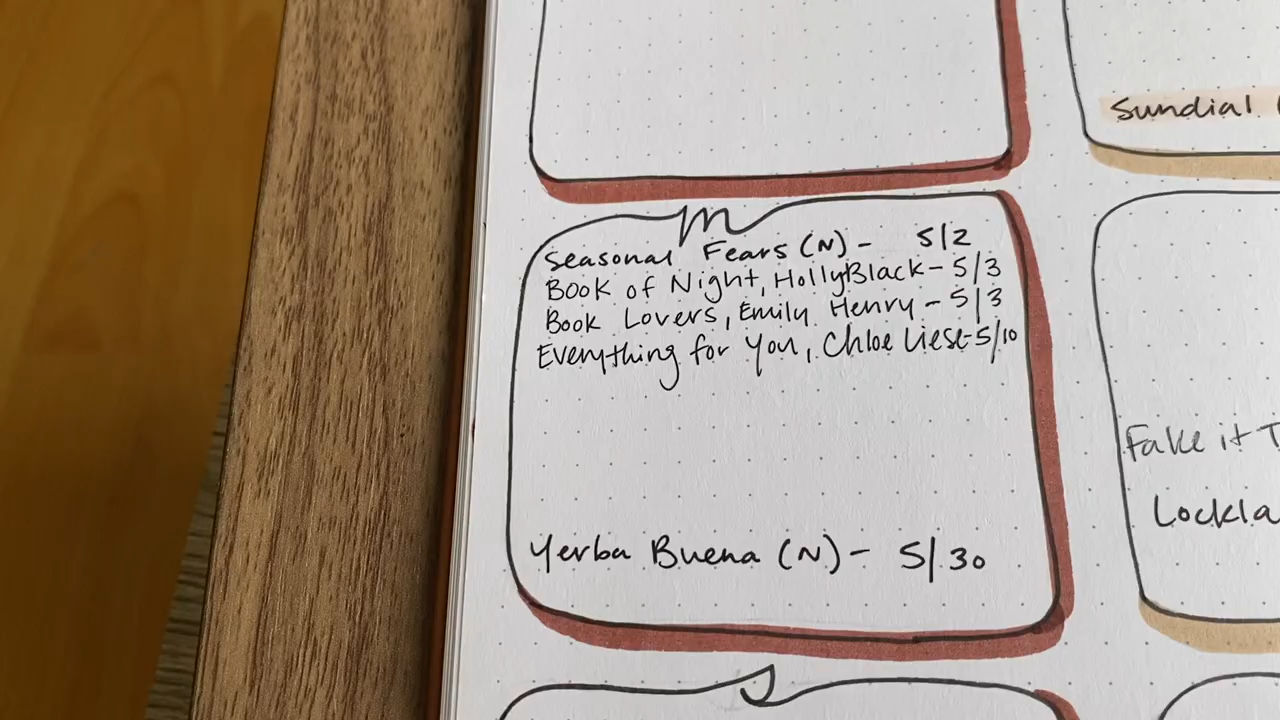 Sundial
m
Seasonal Fears (N) - 5/2
Book of Night, Holly Black - 5/3
Book Lovers, Emily Henry - 5/3
Everything for You, Chloe Liese - 5/10
Fake it T
Lockla
Yerba Buena (N) - 5/30
J